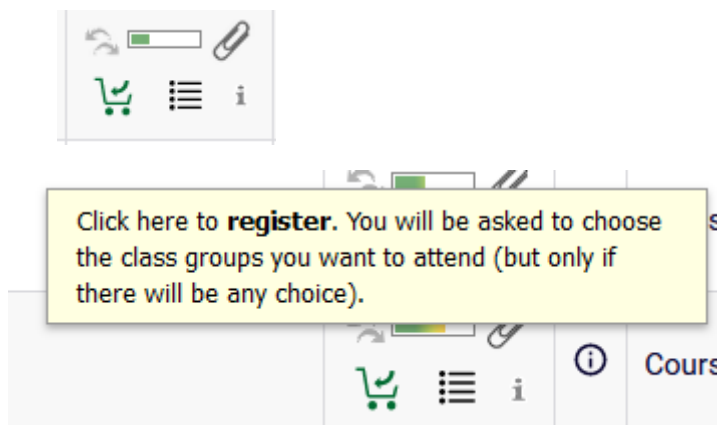 i
Click here to register. You will be asked to choose
the class groups you want to attend (but only if
there will be any choice).
s
i
Cours